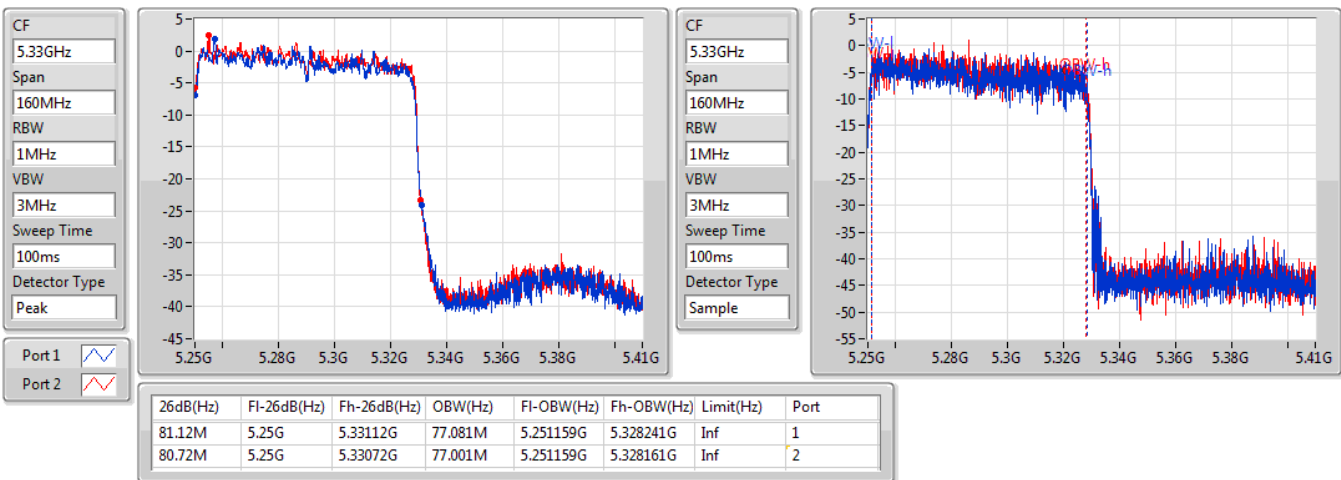 CF
5.33GHz
Span
160MHz
RBW
1MHz
VBW
3MHz
Sweep Time
100ms
Detector Type
Peak
Port 1
Port 2
5
0
-5
-10
-15
-20
-25
-30
-35
-40
-45
5.25G 5.28G 5.3G 5.32G 5.34G 5.36G 5.38G 5.41G
CF
5.33GHz
Span
160MHz
RBW
1MHz
VBW
3MHz
Sweep Time
100ms
Detector Type
Sample
5
0
-5
-10
-15
-20
-25
-30
-35
-40
-45
-50
-55
OBW-h
5.25G 5.28G 5.3G 5.32G 5.34G 5.36G 5.38G 5.41G
26dB(Hz) Fl-26dB(Hz) Fh-26dB(Hz) OBW(Hz) Fl-OBW(Hz) Fh-OBW(Hz) Limit(Hz) Port
81.12M 5.25G 5.33112G 77.081M 5.251159G 5.328241G Inf 1
80.72M 5.25G 5.33072G 77.001M 5.251159G 5.328161G Inf 2